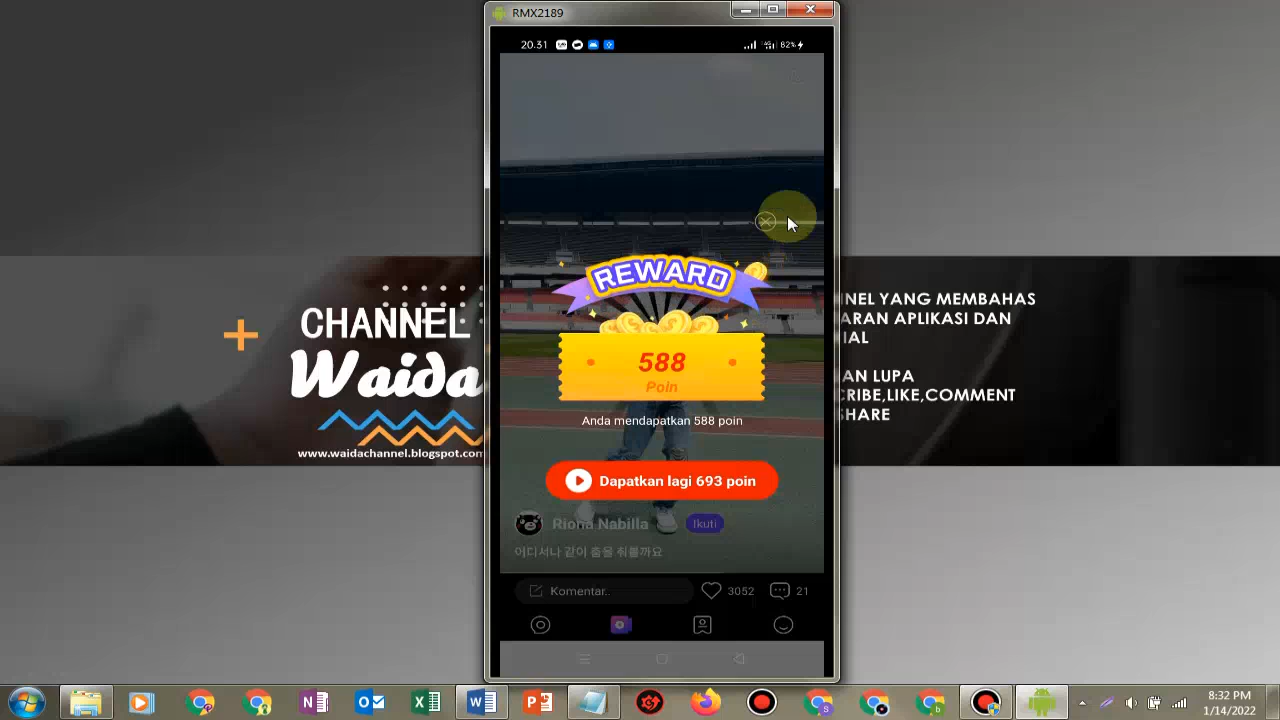 RMX2189
20.31
82%
REWARD
588
Poin
Anda mendapatkan 588 poin
Dapatkan lagi 693 poin
Riona Nabilla
Ikuti
어디서나 같이 춤을 춰볼까요
Komentar..
3052
21
CHANNEL
Waida
www.waidachannel.blogspot.com
NNEL YANG MEMBAHAS
ARAN APLIKASI DAN
IAL
AN LUPA
CRIBE,LIKE,COMMENT
SHARE
8:32 PM
1/14/2022